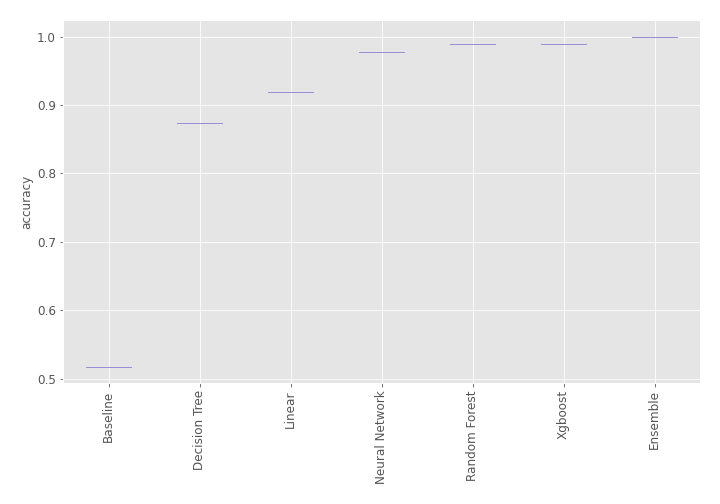 1.0
0.9
0.8
0.7
0.6
0.5
accuracy
Baseline
Decision Tree
Linear
Neural Network
Random Forest
Xgboost
Ensemble